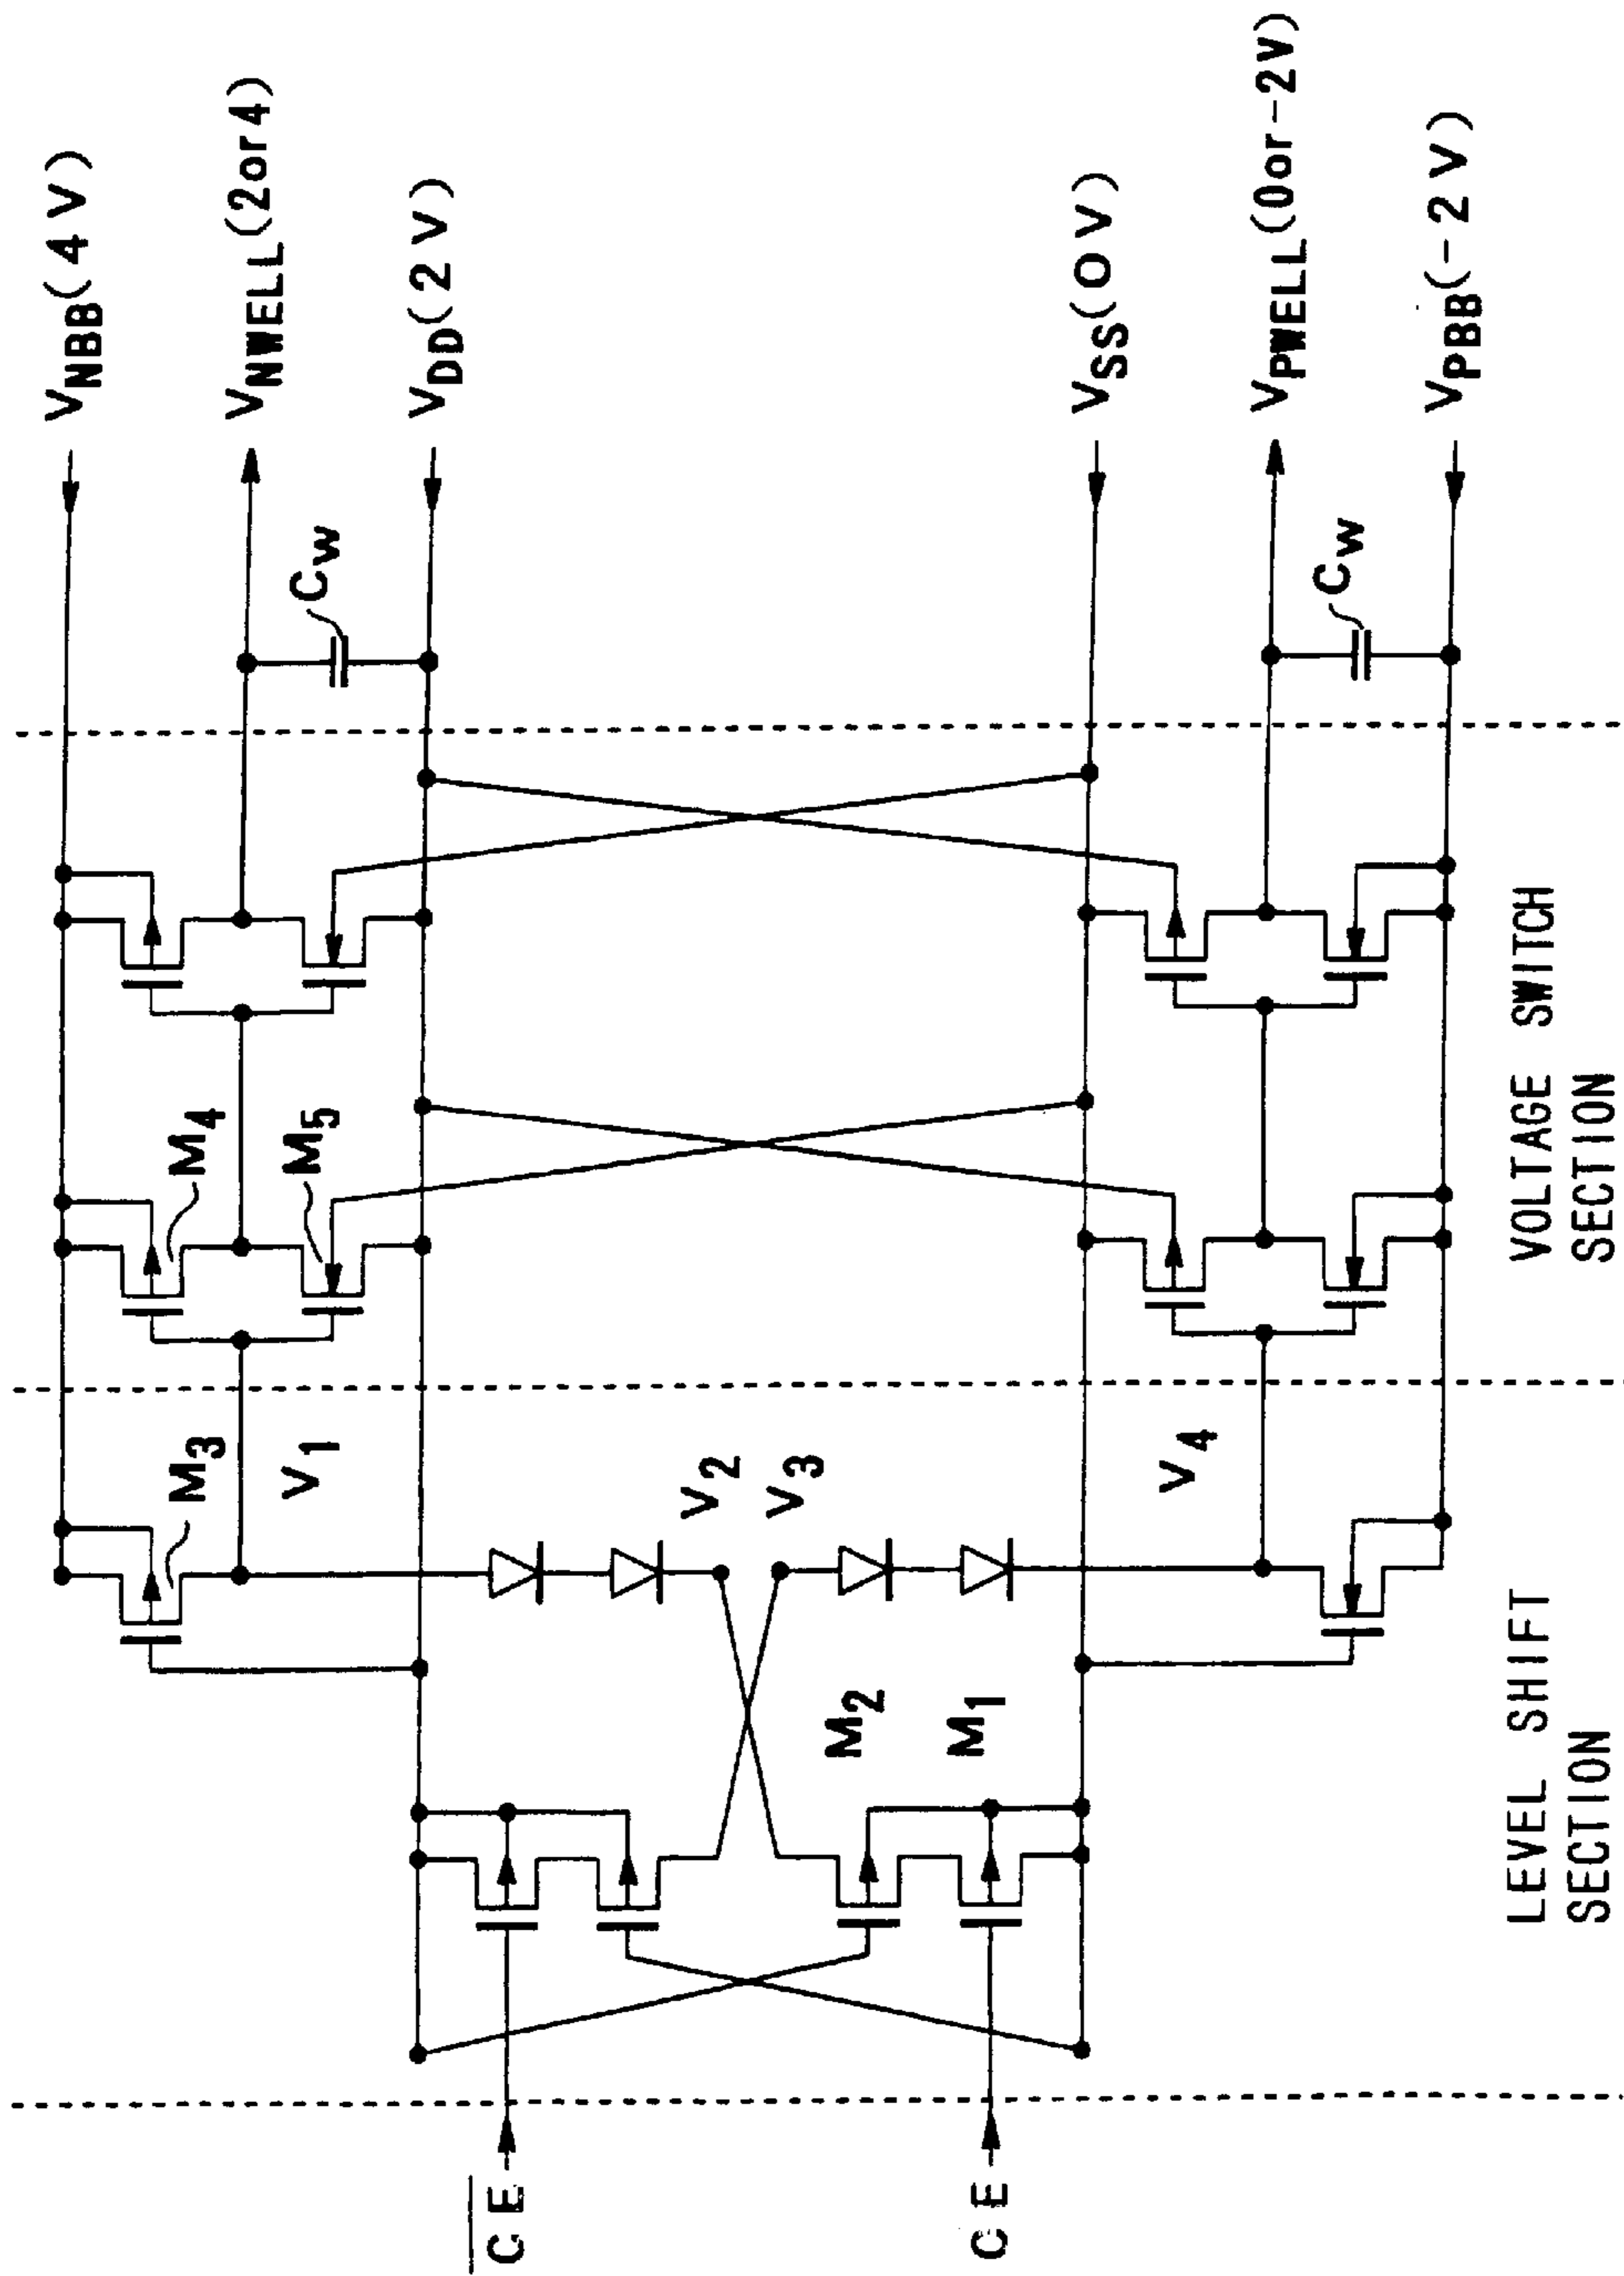 V_NBB(4V)
V_NWELL(2or4)
V_DD(2V)
V_SS(0V)
V_PWELL(0or-2V)
V_PBB(-2V)
C_W
C_W
M_4
M_5
M_3
V_1
V_2
V_3
V_4
M_2
M_1
C̅E̅
CE
LEVEL SHIFT
SECTION
VOLTAGE SWITCH
SECTION